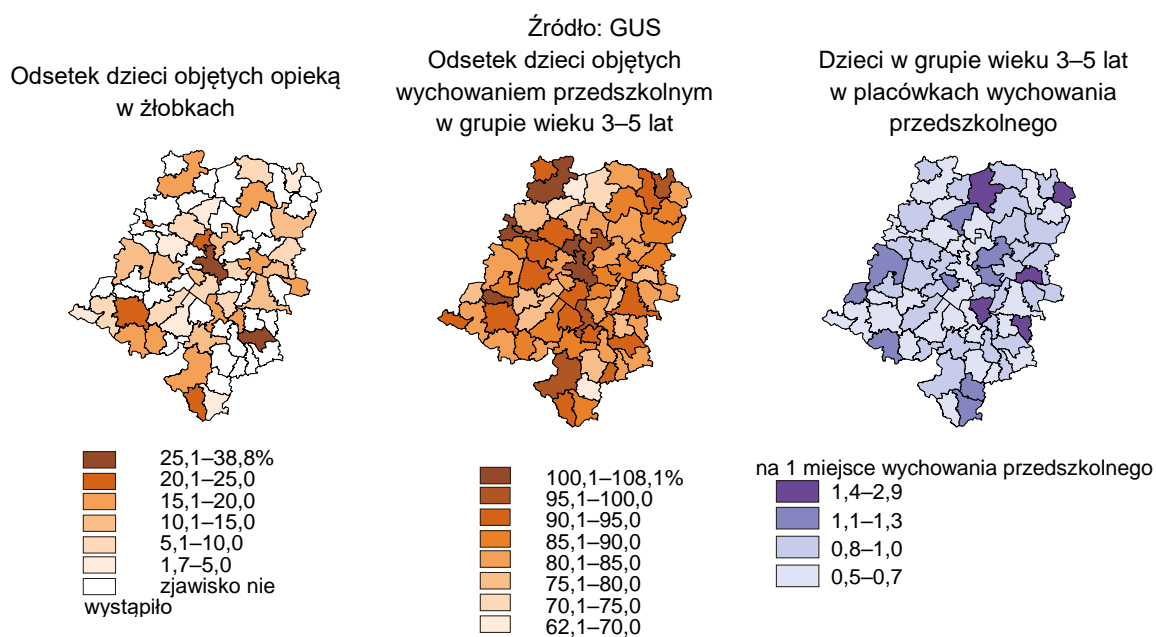 Źródło: GUS
Odsetek dzieci objętych opieką
w żłobkach
Odsetek dzieci objętych
wychowaniem przedszkolnym
w grupie wieku 3–5 lat
Dzieci w grupie wieku 3–5 lat
w placówkach wychowania
przedszkolnego
25,1–38,8%
20,1–25,0
15,1–20,0
10,1–15,0
5,1–10,0
1,7–5,0
zjawisko nie
wystąpiło
100,1–108,1%
95,1–100,0
90,1–95,0
85,1–90,0
80,1–85,0
75,1–80,0
70,1–75,0
62,1–70,0
na 1 miejsce wychowania przedszkolnego
1,4–2,9
1,1–1,3
0,8–1,0
0,5–0,7